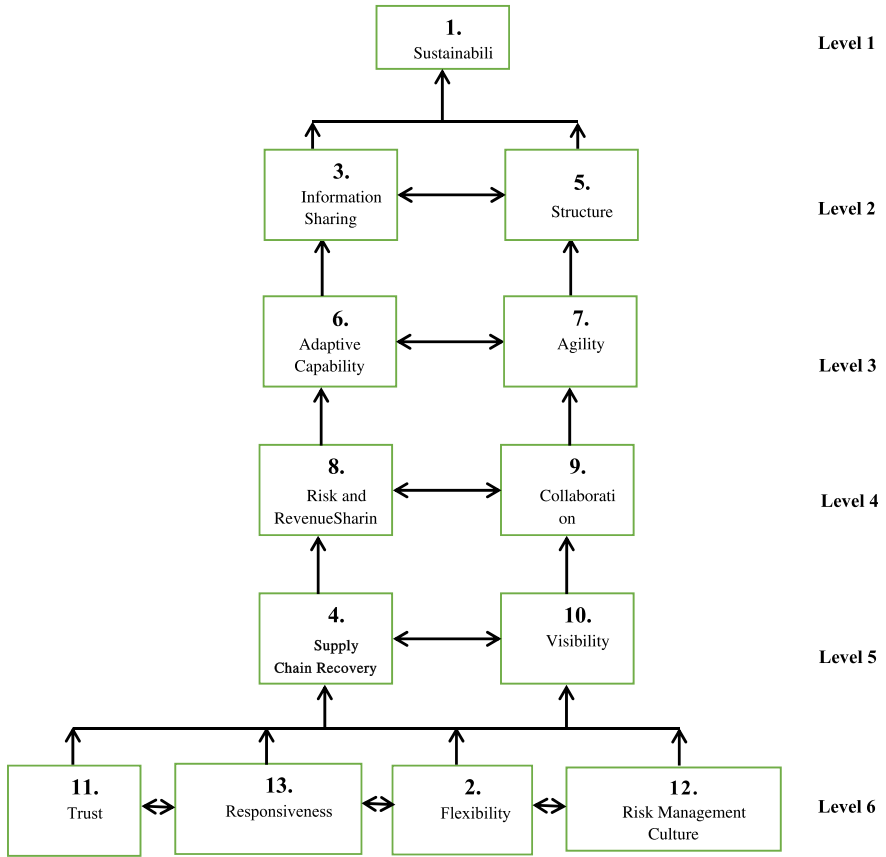 1.
Sustainabili
Level 1
3.
Information
Sharing
5.
Structure
Level 2
6.
Adaptive
Capability
7.
Agility
Level 3
8.
Risk and
RevenueSharin
9.
Collaborati
on
Level 4
4.
Supply
Chain Recovery
10.
Visibility
Level 5
11.
Trust
13.
Responsiveness
2.
Flexibility
12.
Risk Management
Culture
Level 6